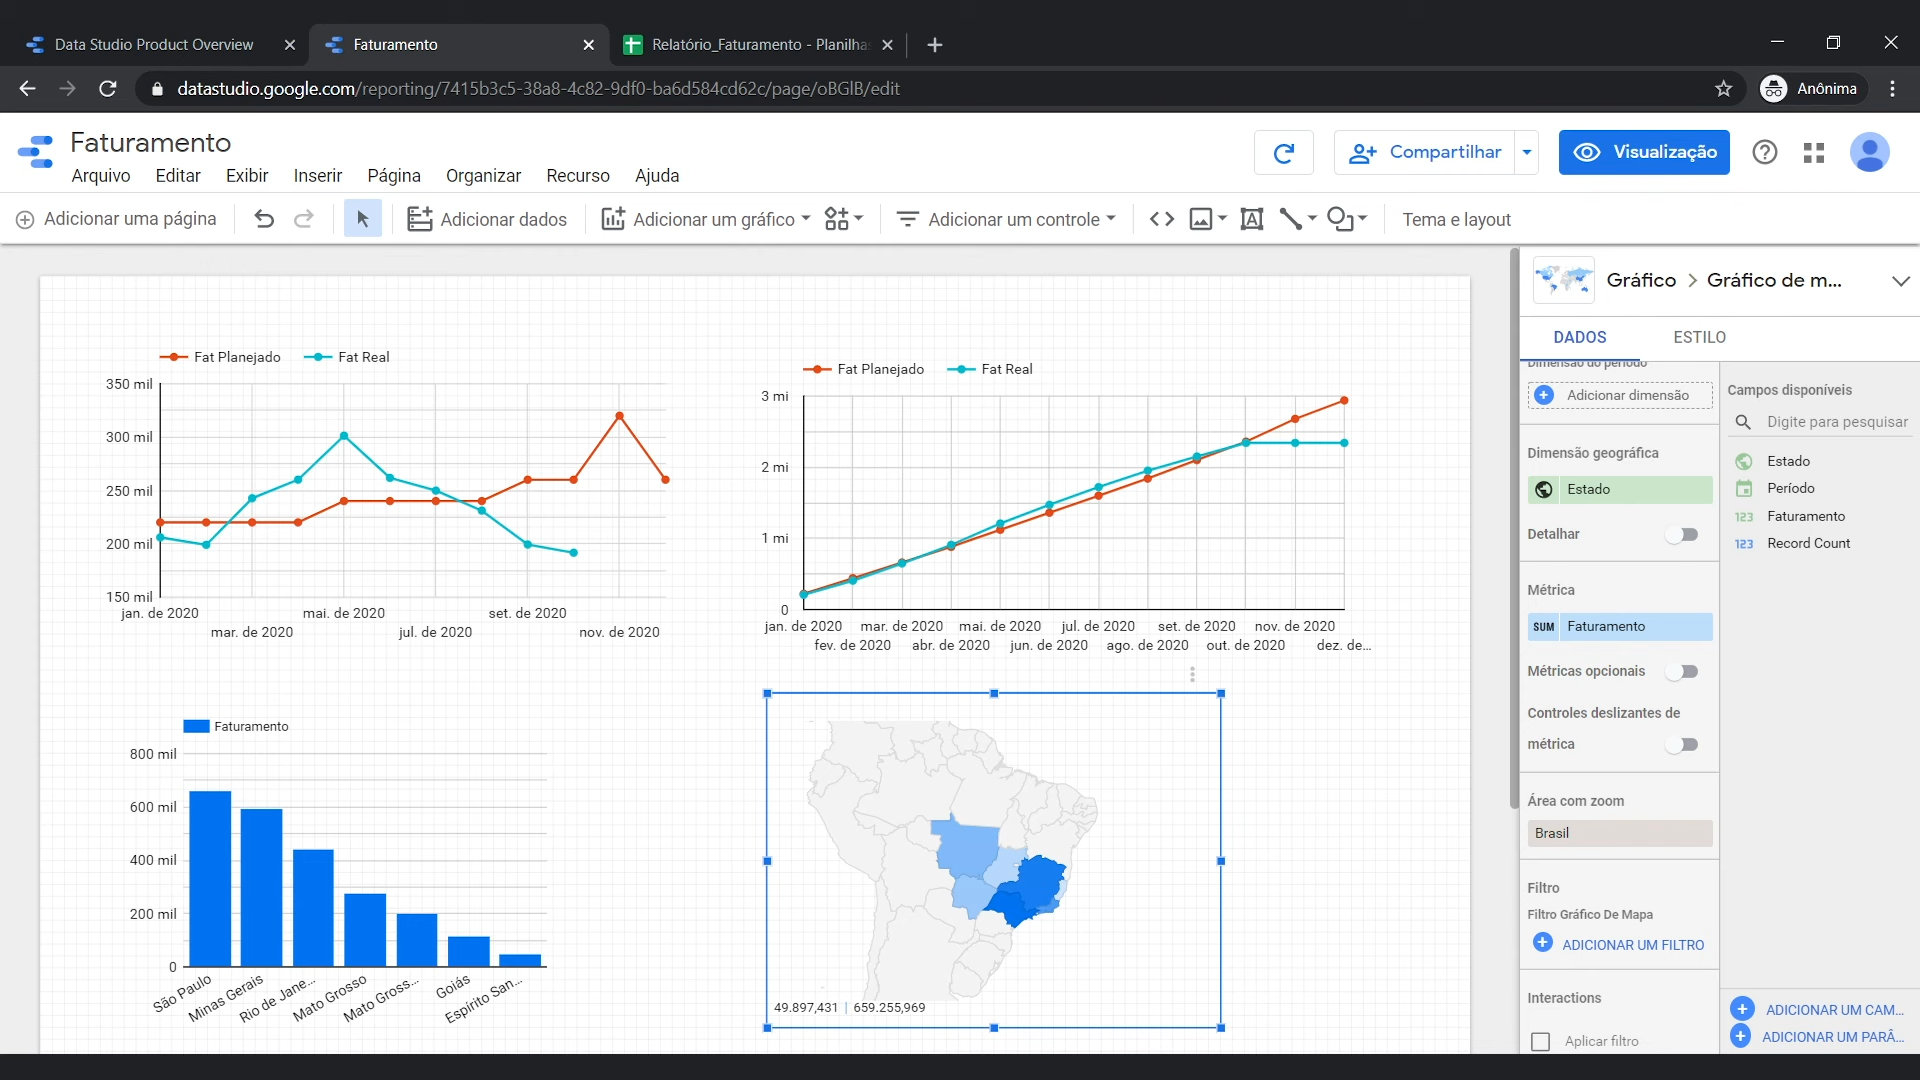 Data Studio Product Overview
Faturamento
Relatório_Faturamento - Planilhas
datastudio.google.com/reporting/7415b3c5-38a8-4c82-9df0-ba6d584cd62c/page/oBGlB/edit
Anônima
Faturamento
Arquivo Editar Exibir Inserir Página Organizar Recurso Ajuda
Compartilhar
Visualização
Adicionar uma página
Adicionar dados
Adicionar um gráfico
Adicionar um controle
Tema e layout
Fat Planejado Fat Real
350 mil
300 mil
250 mil
200 mil
150 mil
jan. de 2020 mai. de 2020 set. de 2020
mar. de 2020 jul. de 2020 nov. de 2020
Fat Planejado Fat Real
3 mi
2 mi
1 mi
0
jan. de 2020 mar. de 2020 mai. de 2020 jul. de 2020 set. de 2020 nov. de 2020
fev. de 2020 abr. de 2020 jun. de 2020 ago. de 2020 out. de 2020 dez. de...
Faturamento
800 mil
600 mil
400 mil
200 mil
0
São Paulo
Minas Gerais
Rio de Jane...
Mato Grosso
Mato Gross...
Goiás
Espírito San...
49.897,431 | 659.255,969
Gráfico > Gráfico de m...
DADOS ESTILO
Dimensão do período
Adicionar dimensão
Dimensão geográfica
Estado
Detalhar
Métrica
SUM Faturamento
Métricas opcionais
Controles deslizantes de
métrica
Área com zoom
Brasil
Filtro
Filtro Gráfico De Mapa
ADICIONAR UM FILTRO
Interactions
Aplicar filtro
Campos disponíveis
Digite para pesquisar
Estado
Período
123 Faturamento
123 Record Count
ADICIONAR UM CAM...
ADICIONAR UM PARÂ...